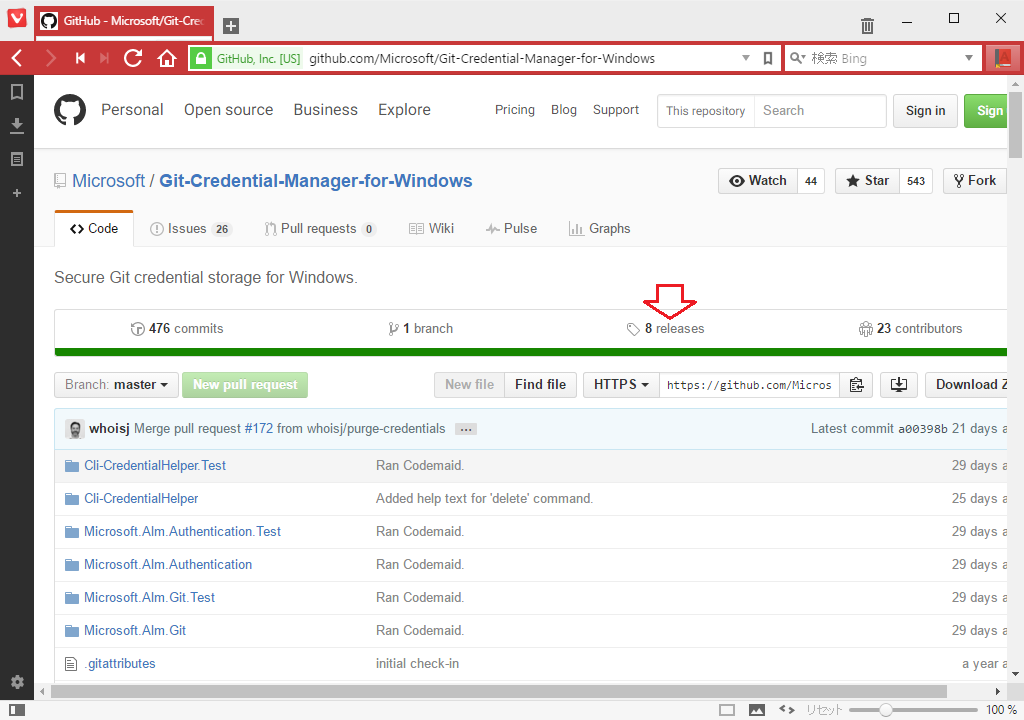 GitHub - Microsoft/Git-Cre
GitHub, Inc. [US] github.com/Microsoft/Git-Credential-Manager-for-Windows 検索 Bing
Personal Open source Business Explore Pricing Blog Support This repository Search Sign in Sign
Microsoft / Git-Credential-Manager-for-Windows Watch 44 Star 543 Fork
Code Issues 26 Pull requests 0 Wiki Pulse Graphs
Secure Git credential storage for Windows.
476 commits 1 branch 8 releases 23 contributors
Branch: master New pull request New file Find file HTTPS https://github.com/Micros Download Z
whoisj Merge pull request #172 from whoisj/purge-credentials ... Latest commit a00398b 21 days a
Cli-CredentialHelper.Test Ran Codemaid. 29 days a
Cli-CredentialHelper Added help text for 'delete' command. 25 days a
Microsoft.Alm.Authentication.Test Ran Codemaid. 29 days a
Microsoft.Alm.Authentication Ran Codemaid. 29 days a
Microsoft.Alm.Git.Test Ran Codemaid. 29 days a
Microsoft.Alm.Git Ran Codemaid. 29 days a
.gitattributes initial check-in a year a
リセット 100 %